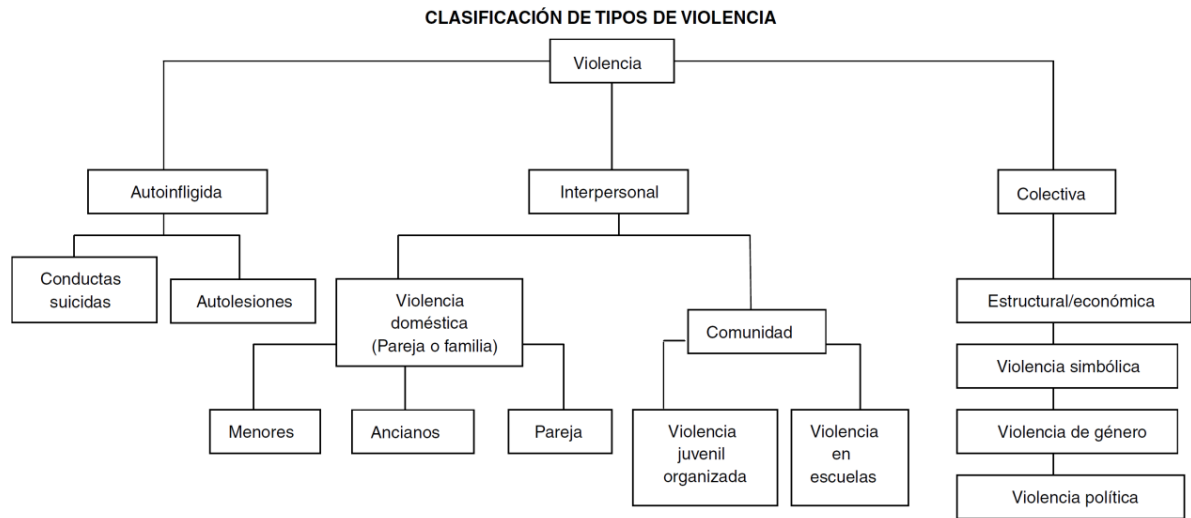 CLASIFICACIÓN DE TIPOS DE VIOLENCIA
Violencia
Autoinfligida
Interpersonal
Colectiva
Conductas
suicidas
Autolesiones
Violencia
doméstica
(Pareja o familia)
Comunidad
Estructural/económica
Violencia simbólica
Violencia de género
Violencia política
Menores
Ancianos
Pareja
Violencia
juvenil
organizada
Violencia
en
escuelas